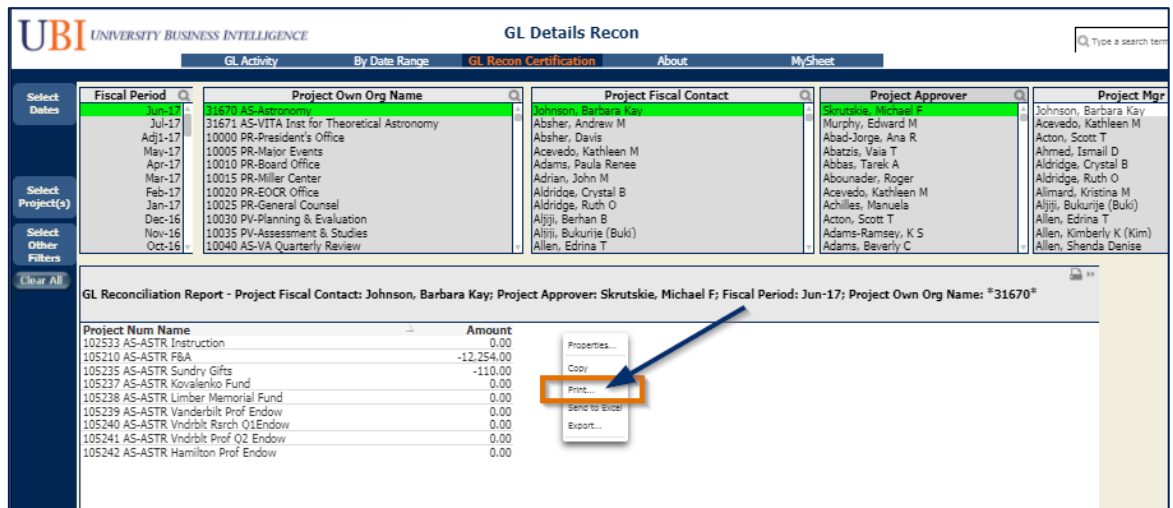 UBI UNIVERSITY BUSINESS INTELLIGENCE
GL Details Recon
Type a search term
GL Activity By Date Range GL Recon Certification About MySheet
Select Dates
Select Project(s)
Select Other Filters
Clear All
Fiscal Period
Jun-17
Jul-17
Adj1-17
May-17
Apr-17
Mar-17
Feb-17
Jan-17
Dec-16
Nov-16
Oct-16
Project Own Org Name
31670 AS-Astronomy
31671 AS-VITA Inst for Theoretical Astronomy
10000 PR-President's Office
10005 PR-Major Events
10010 PR-Board Office
10015 PR-Miller Center
10020 PR-EOCR Office
10025 PR-General Counsel
10030 PV-Planning & Evaluation
10035 PV-Assessment & Studies
10040 AS-VA Quarterly Review
Project Fiscal Contact
Johnson, Barbara Kay
Absher, Andrew M
Absher, Davis
Acevedo, Kathleen M
Adams, Paula Renee
Adrian, John M
Aldridge, Crystal B
Aldridge, Ruth O
Aljiji, Berhan B
Aljiji, Bukurije (Buki)
Allen, Edrina T
Project Approver
Skrutskie, Michael F
Murphy, Edward M
Abad-Jorge, Ana R
Abatzis, Vaia T
Abbas, Tarek A
Abounader, Roger
Acevedo, Kathleen M
Achilles, Manuela
Acton, Scott T
Adams-Ramsey, K S
Adams, Beverly C
Project Mgr
Johnson, Barbara Kay
Acevedo, Kathleen M
Acton, Scott T
Ahmed, Ismail D
Aldridge, Crystal B
Aldridge, Ruth O
Alimard, Kristina M
Aljiji, Bukurije (Buki)
Allen, Edrina T
Allen, Kimberly K (Kim)
Allen, Shenda Denise
GL Reconciliation Report - Project Fiscal Contact: Johnson, Barbara Kay; Project Approver: Skrutskie, Michael F; Fiscal Period: Jun-17; Project Own Org Name: *31670*
Project Num Name Amount
102533 AS-ASTR Instruction 0.00
105210 AS-ASTR F&A -12,254.00
105235 AS-ASTR Sundry Gifts -110.00
105237 AS-ASTR Kovalenko Fund 0.00
105238 AS-ASTR Limber Memorial Fund 0.00
105239 AS-ASTR Vanderbilt Prof Endow 0.00
105240 AS-ASTR Vndrblt Rsrch Q1Endow 0.00
105241 AS-ASTR Vndrblt Prof Q2 Endow 0.00
105242 AS-ASTR Hamilton Prof Endow 0.00
Properties...
Copy
Print...
Send to Excel
Export...